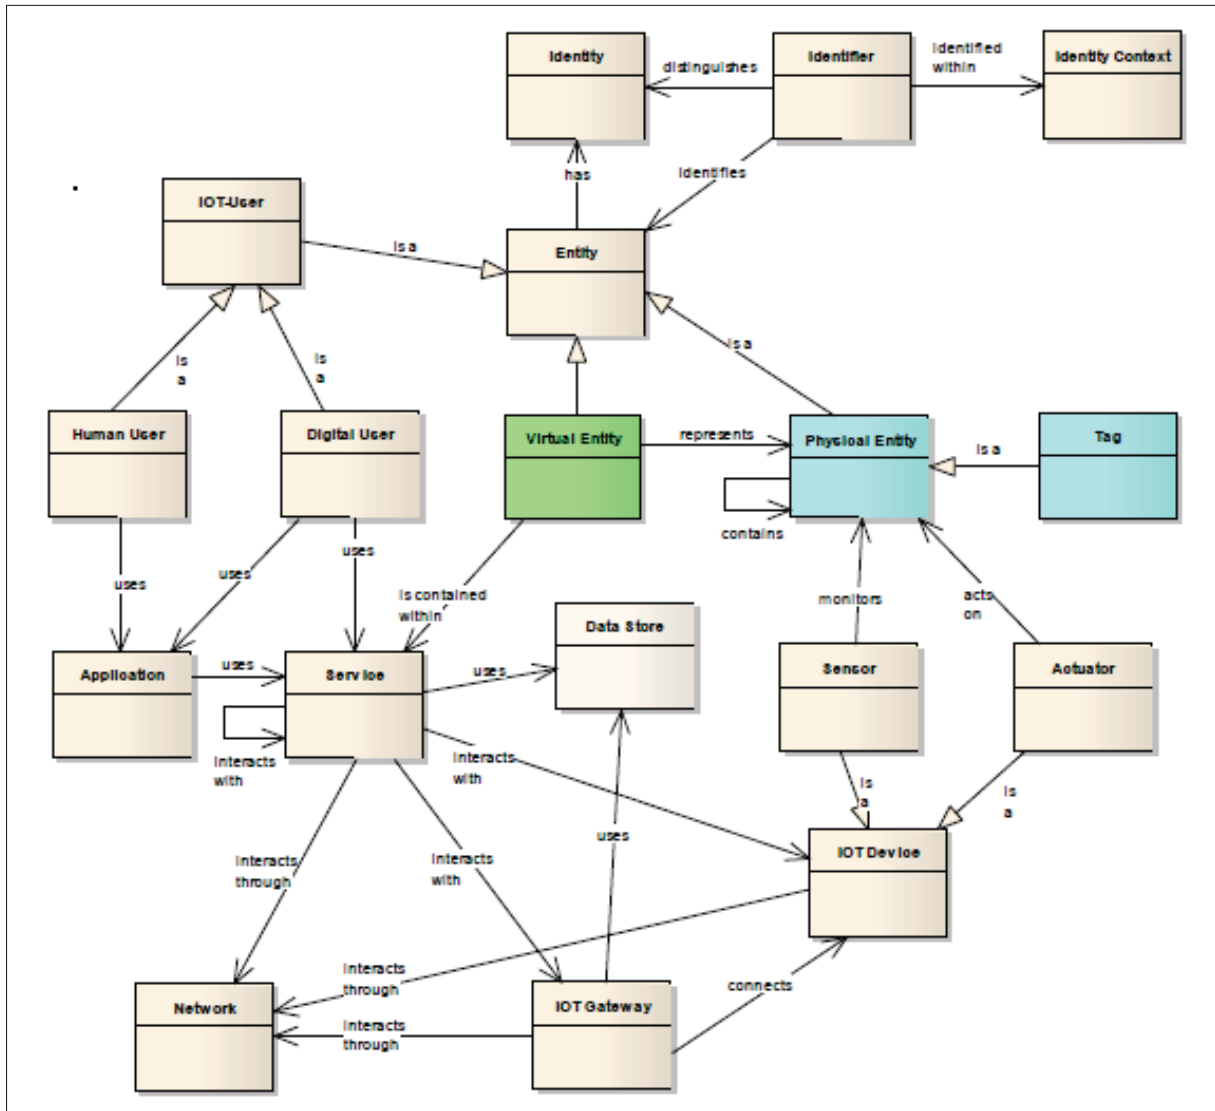 Identity
Identifier
Identity Context
distinguishes
Identified
within
has
Identifies
IOT-User
Is a
Entity
Is
a
Is
a
Is a
Human User
Digital User
Virtual Entity
represents
Physical Entity
Is a
Tag
contains
uses
uses
uses
Is contained
within
monitors
acts
on
Application
uses
Service
uses
Data Store
Sensor
Actuator
Interacts
with
Interacts
with
Is
a
Is
a
uses
IOT Device
Interacts
through
Interacts
with
Interacts
through
connects
Network
Interacts
through
IOT Gateway